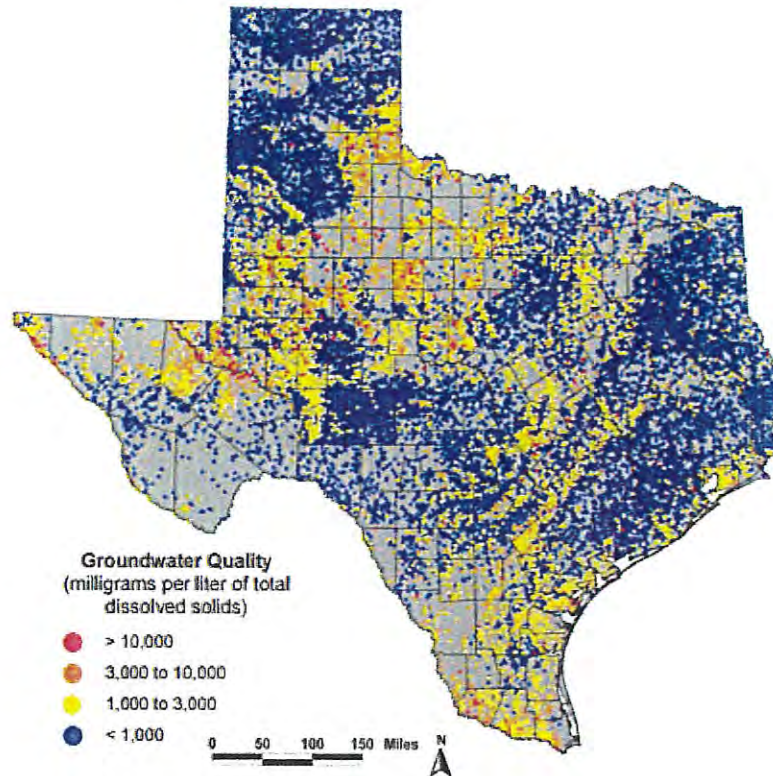 Groundwater Quality
(milligrams per liter of total
dissolved solids)
> 10,000
3,000 to 10,000
1,000 to 3,000
< 1,000
0 50 100 150 Miles
N